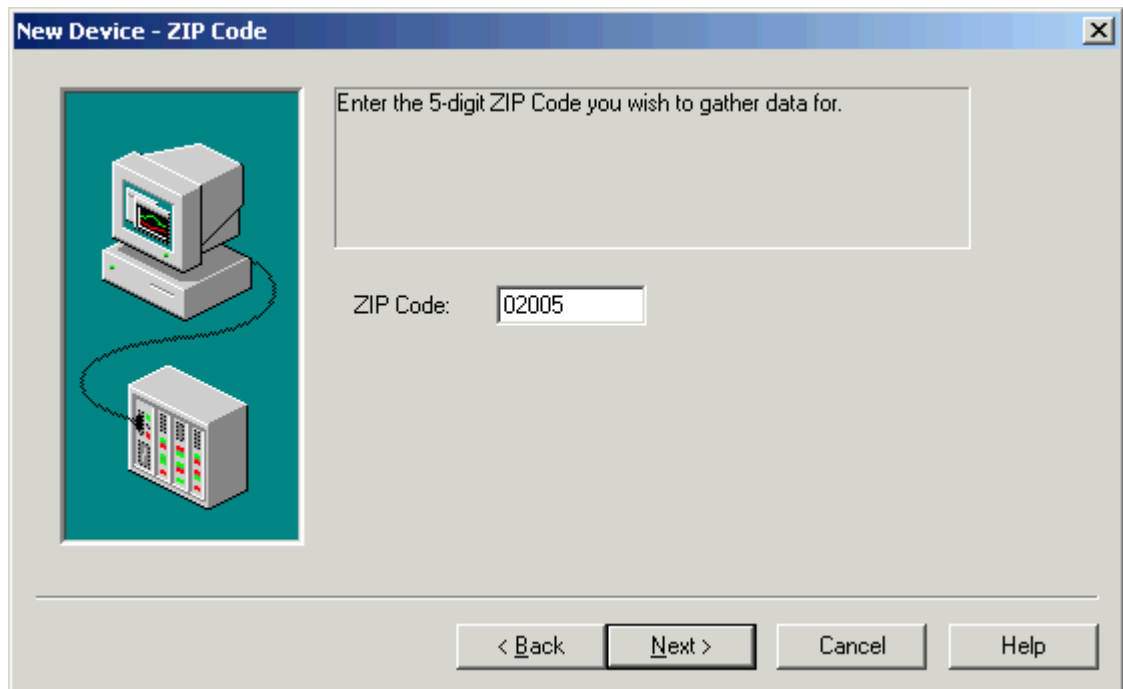 New Device - ZIP Code
Enter the 5-digit ZIP Code you wish to gather data for.
ZIP Code: 02005
< Back Next > Cancel Help